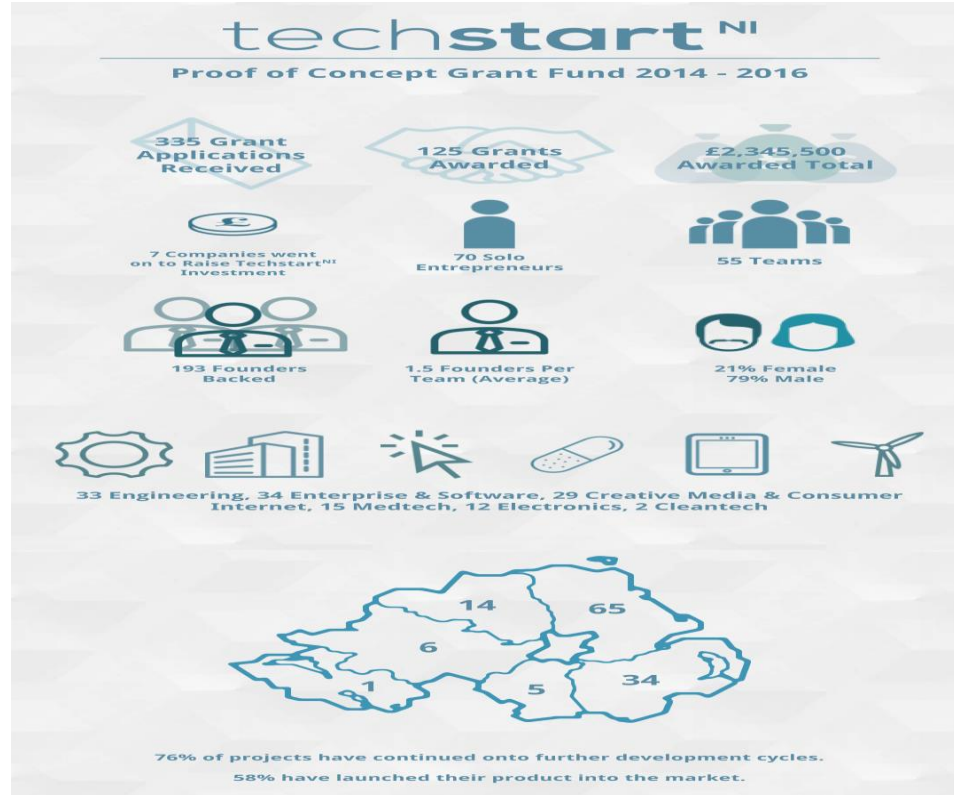 techstart NI
Proof of Concept Grant Fund 2014 - 2016
335 Grant
Applications
Received
125 Grants
Awarded
£2,345,500
Awarded Total
£
7 Companies went
on to Raise Techstart NI
Investment
70 Solo
Entrepreneurs
55 Teams
193 Founders
Backed
1.5 Founders Per
Team (Average)
21% Female
79% Male
33 Engineering, 34 Enterprise & Software, 29 Creative Media & Consumer
Internet, 15 Medtech, 12 Electronics, 2 Cleantech
14
65
6
1
5
34
76% of projects have continued onto further development cycles.
58% have launched their product into the market.